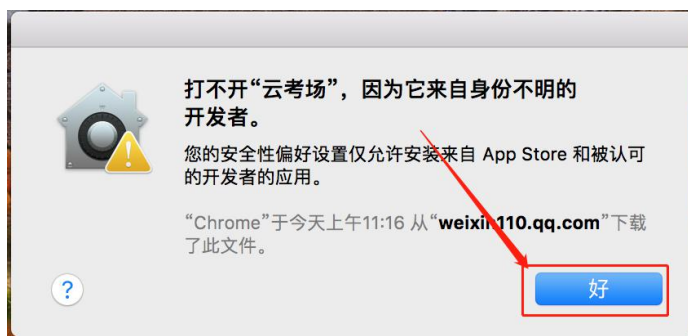 打不开“云考场”，因为它来自身份不明的
开发者。
您的安全性偏好设置仅允许安装来自 App Store 和被认可
的开发者的应用。
“Chrome”于今天上午11:16 从“weixin110.qq.com”下载
了此文件。
?
好